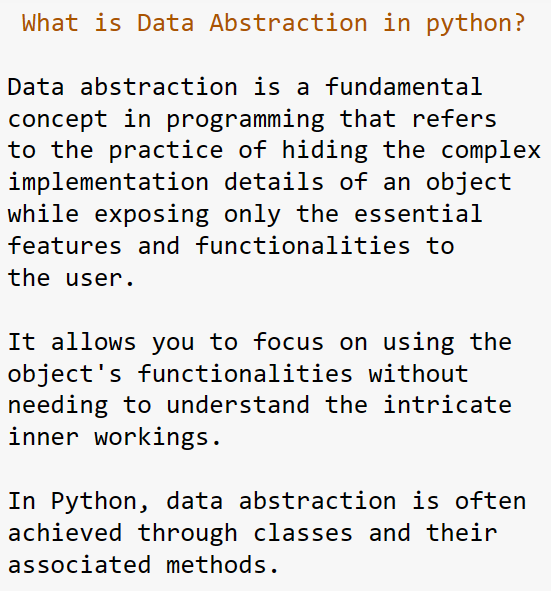 What is Data Abstraction in python?
Data abstraction is a fundamental
concept in programming that refers
to the practice of hiding the complex
implementation details of an object
while exposing only the essential
features and functionalities to
the user.
It allows you to focus on using the
object's functionalities without
needing to understand the intricate
inner workings.
In Python, data abstraction is often
achieved through classes and their
associated methods.